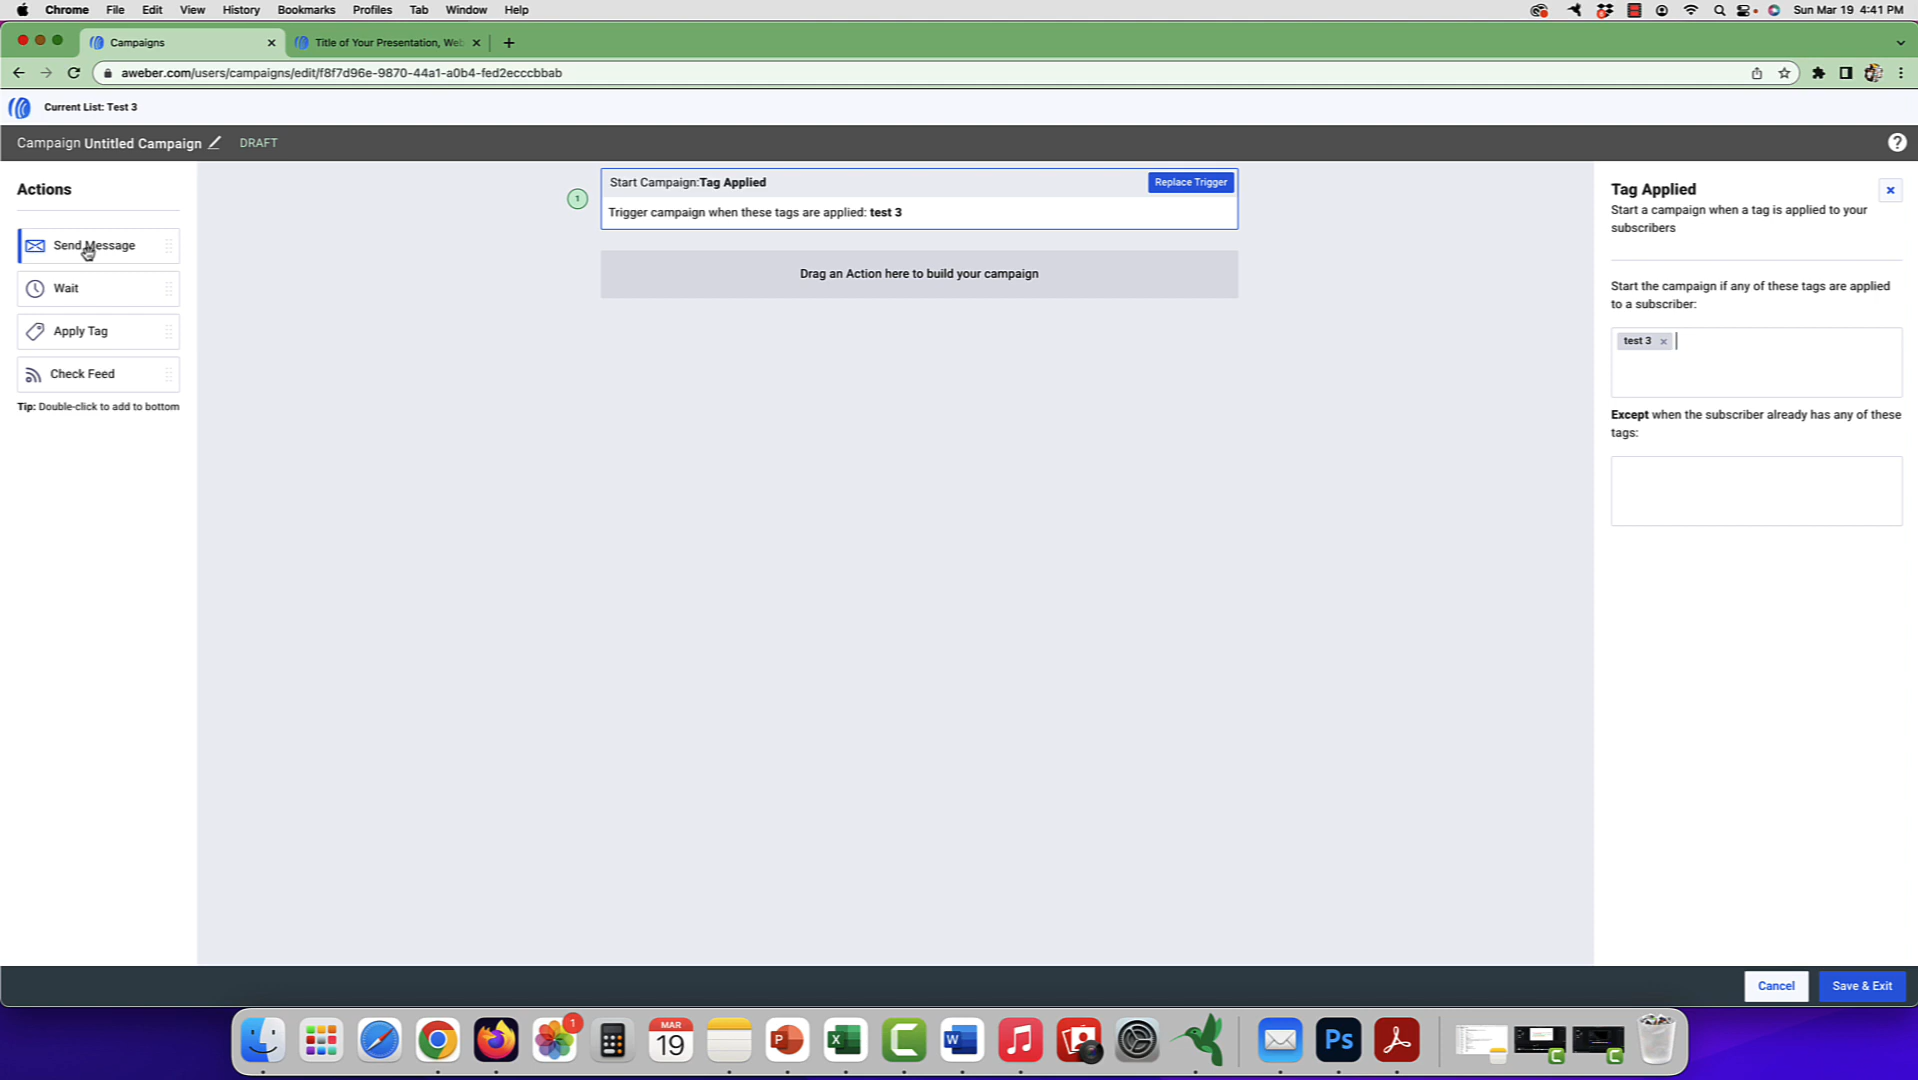 Chrome File Edit View History Bookmarks Profiles Tab Window Help Sun Mar 19 4:41 PM
Campaigns Title of Your Presentation, Web
aweber.com/users/campaigns/edit/f8f7d96e-9870-44a1-a0b4-fed2ecccbbab
Current List: Test 3
Campaign Untitled Campaign DRAFT ?
Actions
Send Message
Wait
Apply Tag
Check Feed
Tip: Double-click to add to bottom
1
Start Campaign:Tag Applied Replace Trigger
Trigger campaign when these tags are applied: test 3
Drag an Action here to build your campaign
Tag Applied
Start a campaign when a tag is applied to your
subscribers
Start the campaign if any of these tags are applied
to a subscriber:
test 3
Except when the subscriber already has any of these
tags:
Cancel Save & Exit
1
MAR
19
P X W Ps